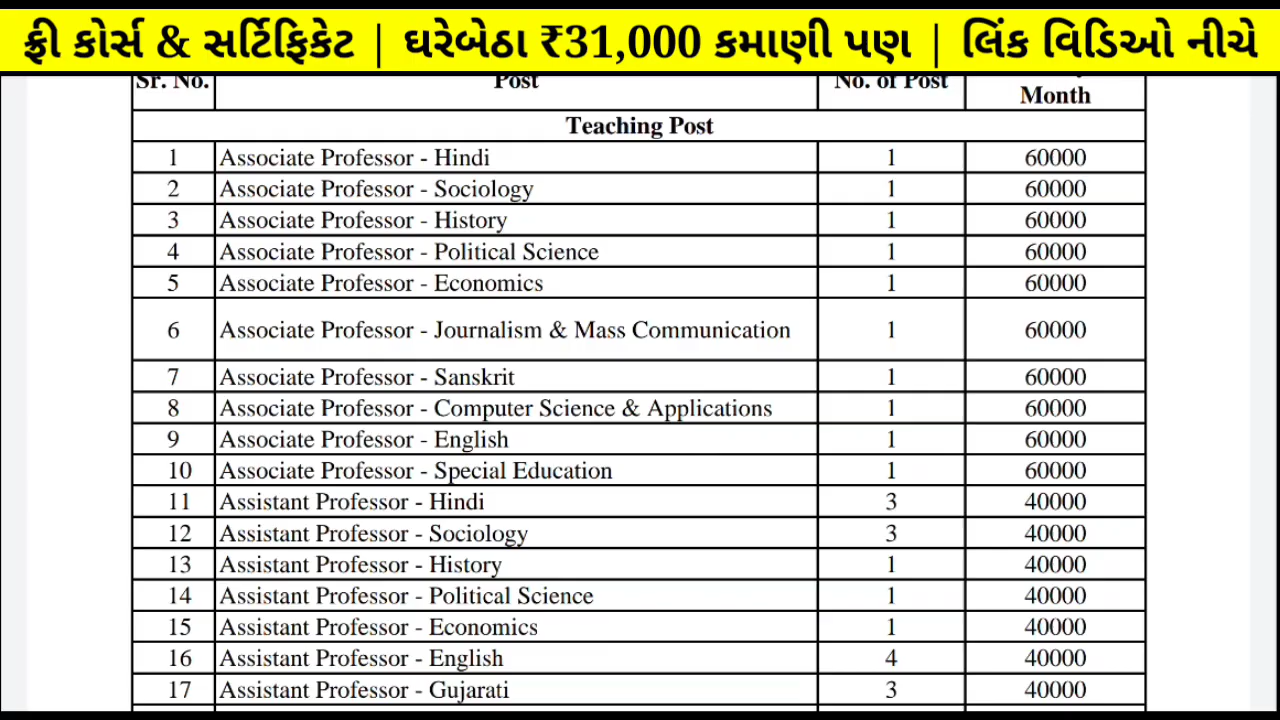 ફ્રી કોર્સ & સર્ટિફિકેટ | ઘરેબેઠા ₹31,000 કમાણી પણ | લિંક વિડિઓ નીચે
Sr. No. Post No. of Post Month
Teaching Post
1 Associate Professor - Hindi 1 60000
2 Associate Professor - Sociology 1 60000
3 Associate Professor - History 1 60000
4 Associate Professor - Political Science 1 60000
5 Associate Professor - Economics 1 60000
6 Associate Professor - Journalism & Mass Communication 1 60000
7 Associate Professor - Sanskrit 1 60000
8 Associate Professor - Computer Science & Applications 1 60000
9 Associate Professor - English 1 60000
10 Associate Professor - Special Education 1 60000
11 Assistant Professor - Hindi 3 40000
12 Assistant Professor - Sociology 3 40000
13 Assistant Professor - History 1 40000
14 Assistant Professor - Political Science 1 40000
15 Assistant Professor - Economics 1 40000
16 Assistant Professor - English 4 40000
17 Assistant Professor - Gujarati 3 40000